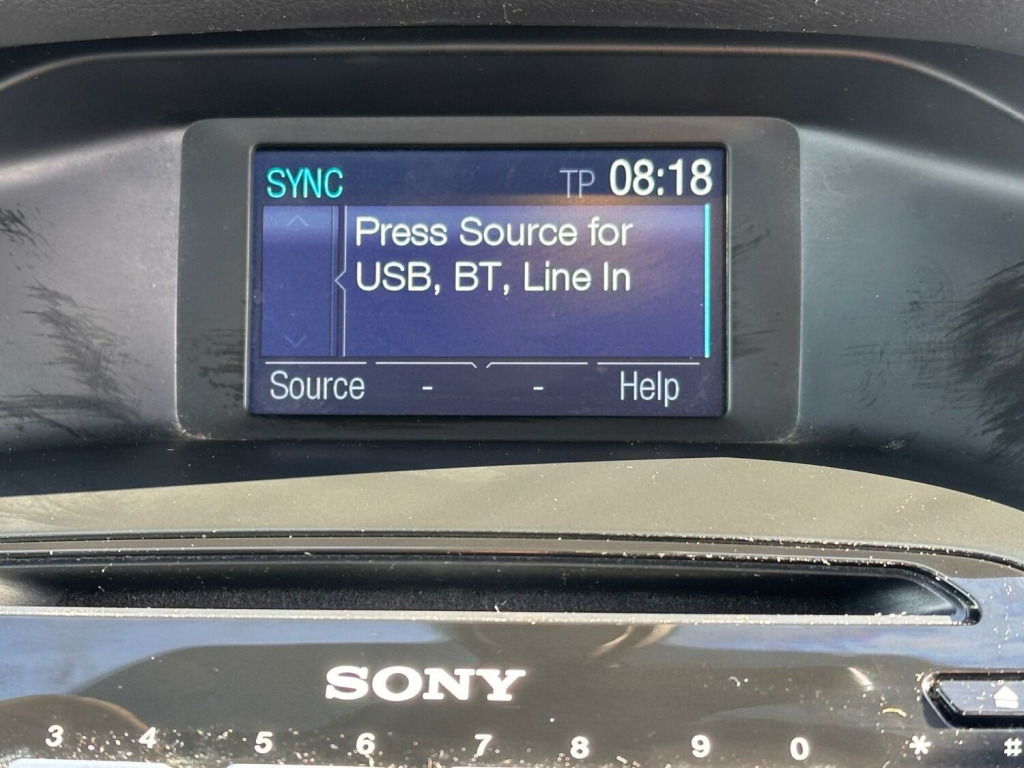 SYNC TP 08:18
Press Source for
USB, BT, Line In
Source - - Help
SONY
3 4 5 6 7 8 9 0 * #